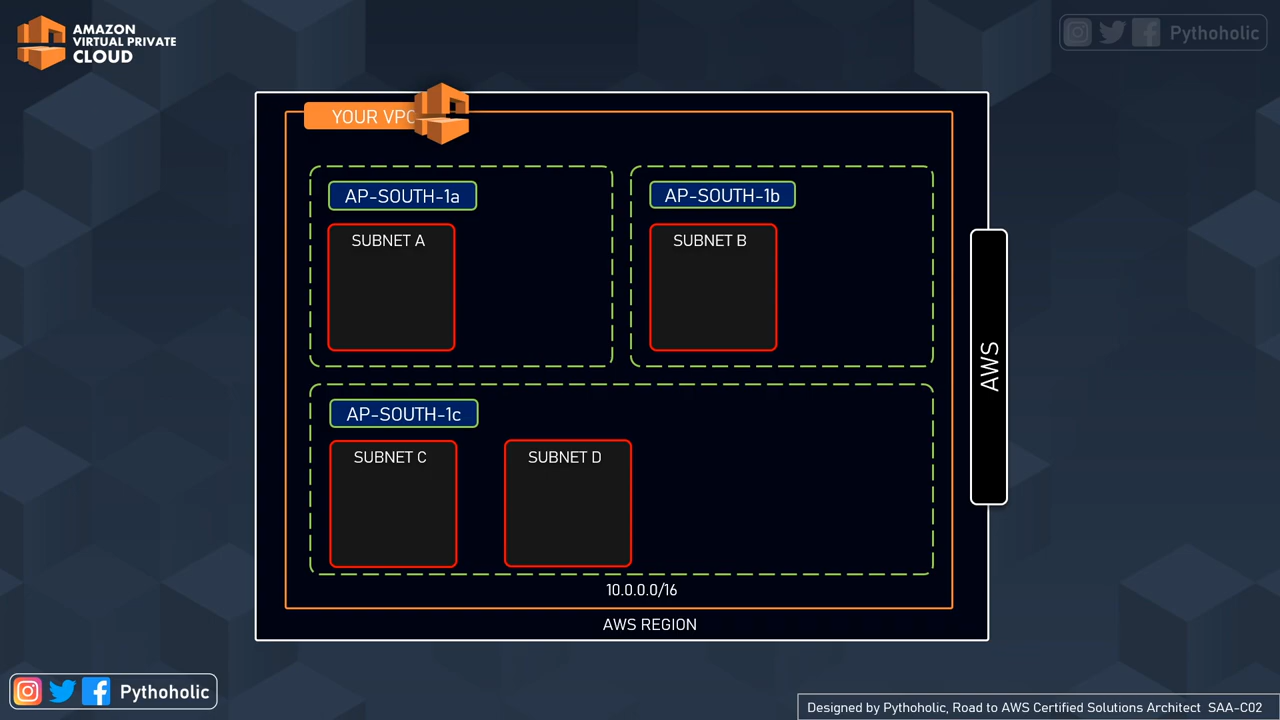 AMAZON
VIRTUAL PRIVATE
CLOUD
Pythoholic
YOUR VPC
AP-SOUTH-1a
AP-SOUTH-1b
SUBNET A
SUBNET B
AWS
AP-SOUTH-1c
SUBNET C
SUBNET D
10.0.0.0/16
AWS REGION
Pythoholic
Designed by Pythoholic, Road to AWS Certified Solutions Architect SAA-C02